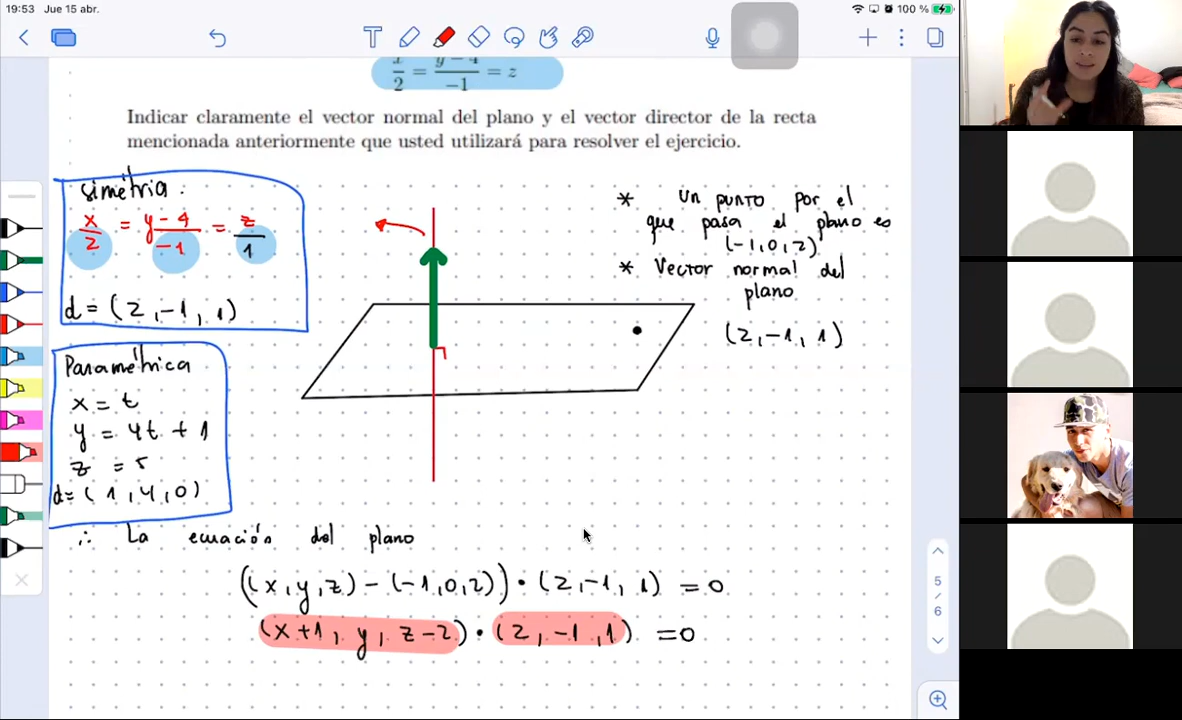 19:53 Jue 15 abr.
100 %
x/2 = y − 4/−1 = z
Indicar claramente el vector normal del plano y el vector director de la recta
mencionada anteriormente que usted utilizará para resolver el ejercicio.
Simétria.
x/2 = y − 4/−1 = z/1
d = (2, −1, 1)
Paramétrica
x = t
y = 4t + 1
z = 5
d = (1, 4, 0)
* Un punto por el
que pasa el plano es
(−1, 0, 2)
* Vector normal del
plano
(2, −1, 1)
∴ La ecuación del plano
((x, y, z) − (−1, 0, 2)) • (2, −1, 1) = 0
(x+1, y, z−2) • (2, −1, 1) = 0
5
/
6